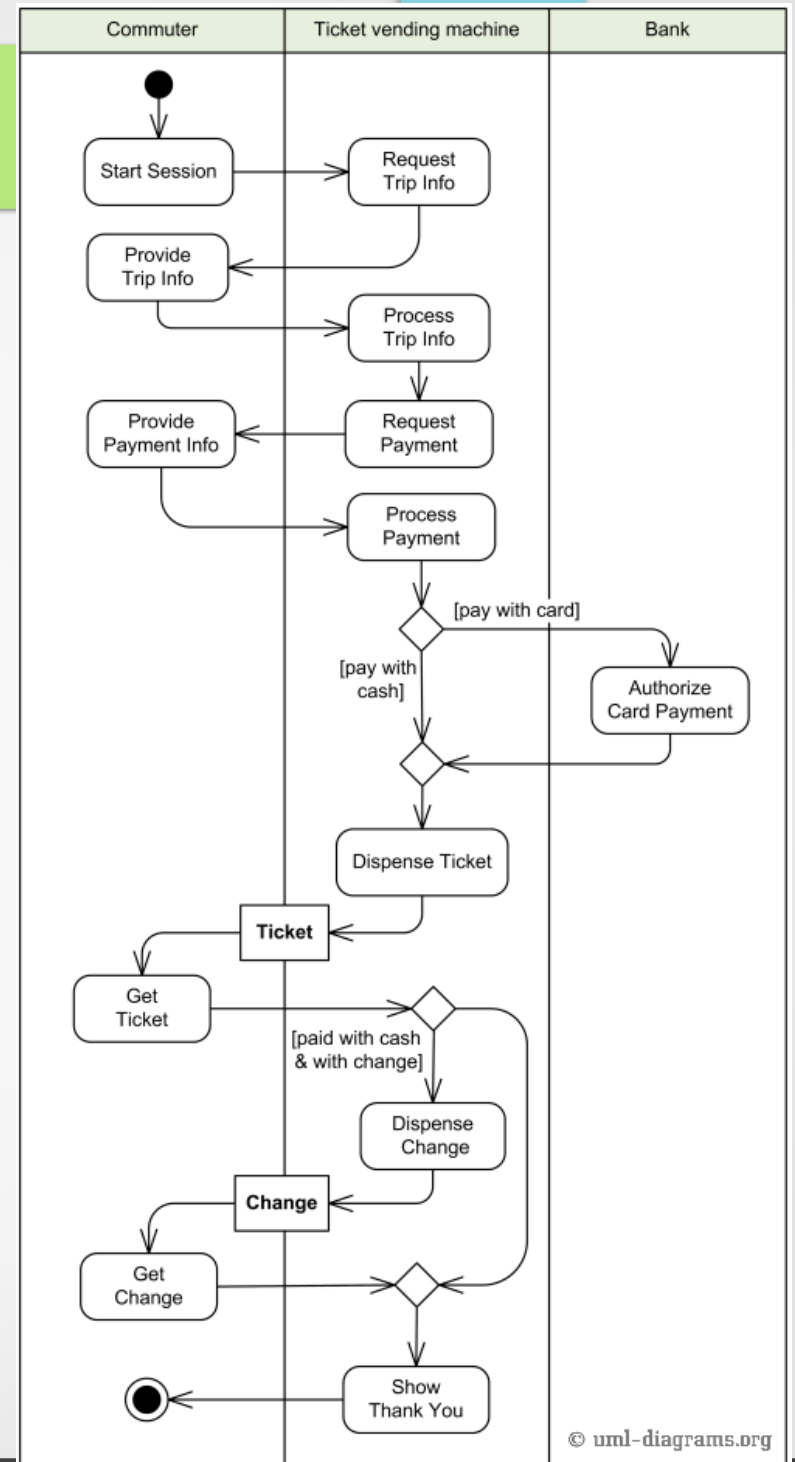 Commuter
Ticket vending machine
Bank
Start Session
Request
Trip Info
Provide
Trip Info
Process
Trip Info
Provide
Payment Info
Request
Payment
Process
Payment
[pay with card]
[pay with
cash]
Authorize
Card Payment
Dispense Ticket
Ticket
Get
Ticket
[paid with cash
& with change]
Dispense
Change
Change
Get
Change
Show
Thank You
© uml-diagrams.org